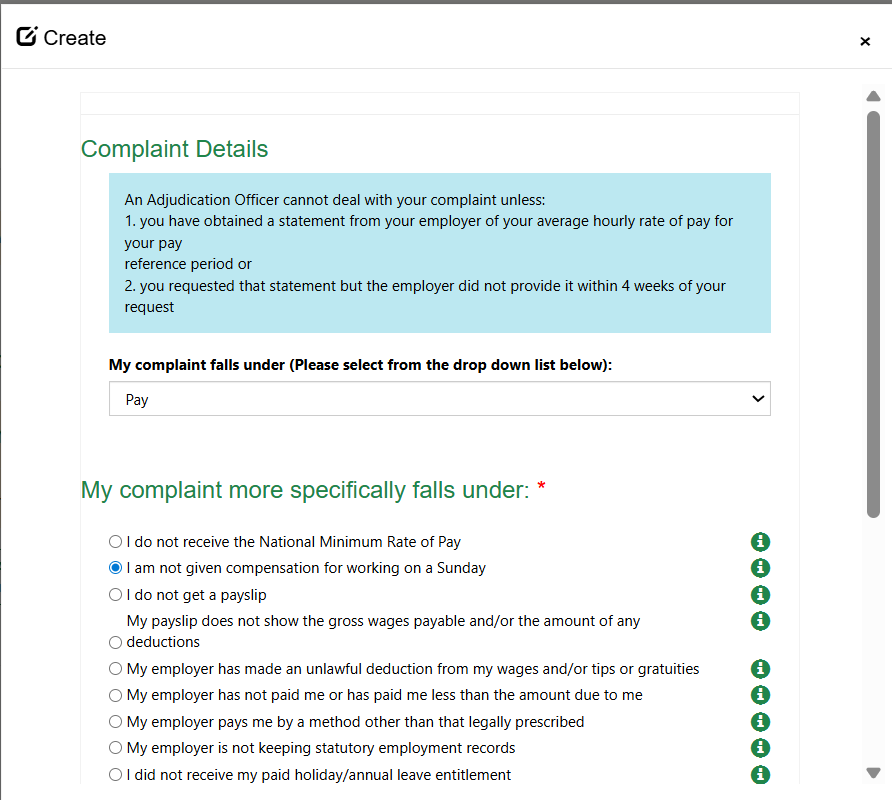 Create
×
Complaint Details
An Adjudication Officer cannot deal with your complaint unless:
1. you have obtained a statement from your employer of your average hourly rate of pay for
your pay
reference period or
2. you requested that statement but the employer did not provide it within 4 weeks of your
request
My complaint falls under (Please select from the drop down list below):
Pay
My complaint more specifically falls under: *
I do not receive the National Minimum Rate of Pay
I am not given compensation for working on a Sunday
I do not get a payslip
My payslip does not show the gross wages payable and/or the amount of any
deductions
My employer has made an unlawful deduction from my wages and/or tips or gratuities
My employer has not paid me or has paid me less than the amount due to me
My employer pays me by a method other than that legally prescribed
My employer is not keeping statutory employment records
I did not receive my paid holiday/annual leave entitlement